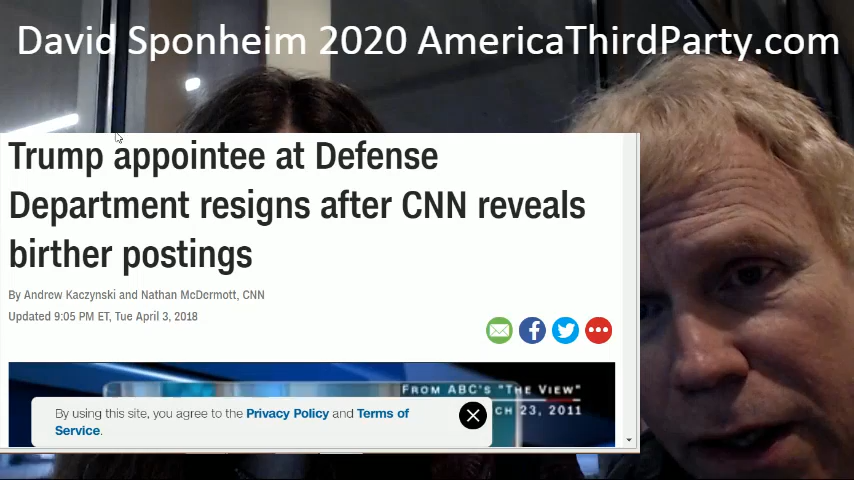 David Sponheim 2020 AmericaThirdParty.com
Trump appointee at Defense
Department resigns after CNN reveals
birther postings
By Andrew Kaczynski and Nathan McDermott, CNN
Updated 9:05 PM ET, Tue April 3, 2018
FROM ABC'S "THE VIEW"
CH 23, 2011
By using this site, you agree to the Privacy Policy and Terms of
Service.